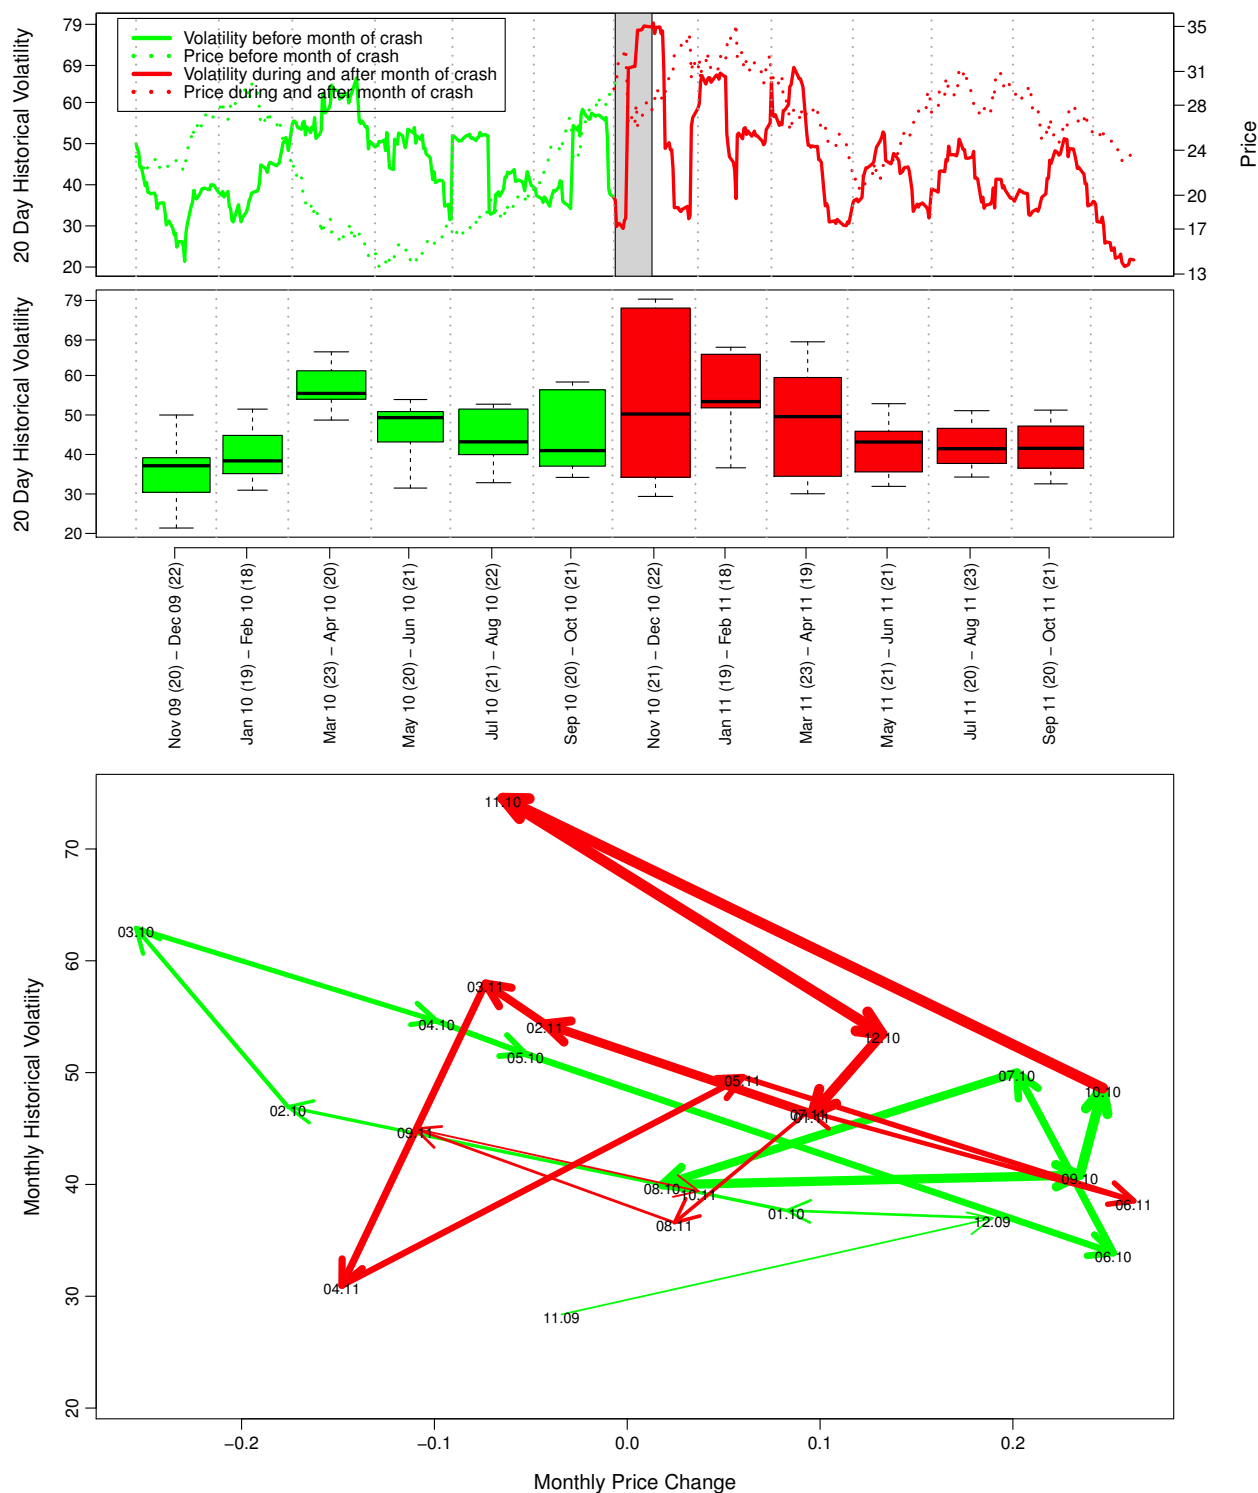 Volatility before month of crash
Price before month of crash
Volatility during and after month of crash
Price during and after month of crash
20 Day Historical Volatility
79
69
60
50
40
30
20
Price
35
31
28
24
20
17
13
20 Day Historical Volatility
79
69
60
50
40
30
20
Nov 09 (20) − Dec 09 (22)
Jan 10 (19) − Feb 10 (18)
Mar 10 (23) − Apr 10 (20)
May 10 (20) − Jun 10 (21)
Jul 10 (21) − Aug 10 (22)
Sep 10 (20) − Oct 10 (21)
Nov 10 (21) − Dec 10 (22)
Jan 11 (19) − Feb 11 (18)
Mar 11 (23) − Apr 11 (19)
May 11 (21) − Jun 11 (21)
Jul 11 (20) − Aug 11 (23)
Sep 11 (20) − Oct 11 (21)
Monthly Historical Volatility
70
60
50
40
30
20
11.10
03.10
03.11
04.10
02.11
12.10
05.10
07.10
05.11
10.10
02.10
07.11
01.11
09.11
09.10
08.10
10.11
06.11
01.10
12.09
08.11
06.10
04.11
11.09
−0.2
−0.1
0.0
0.1
0.2
Monthly Price Change